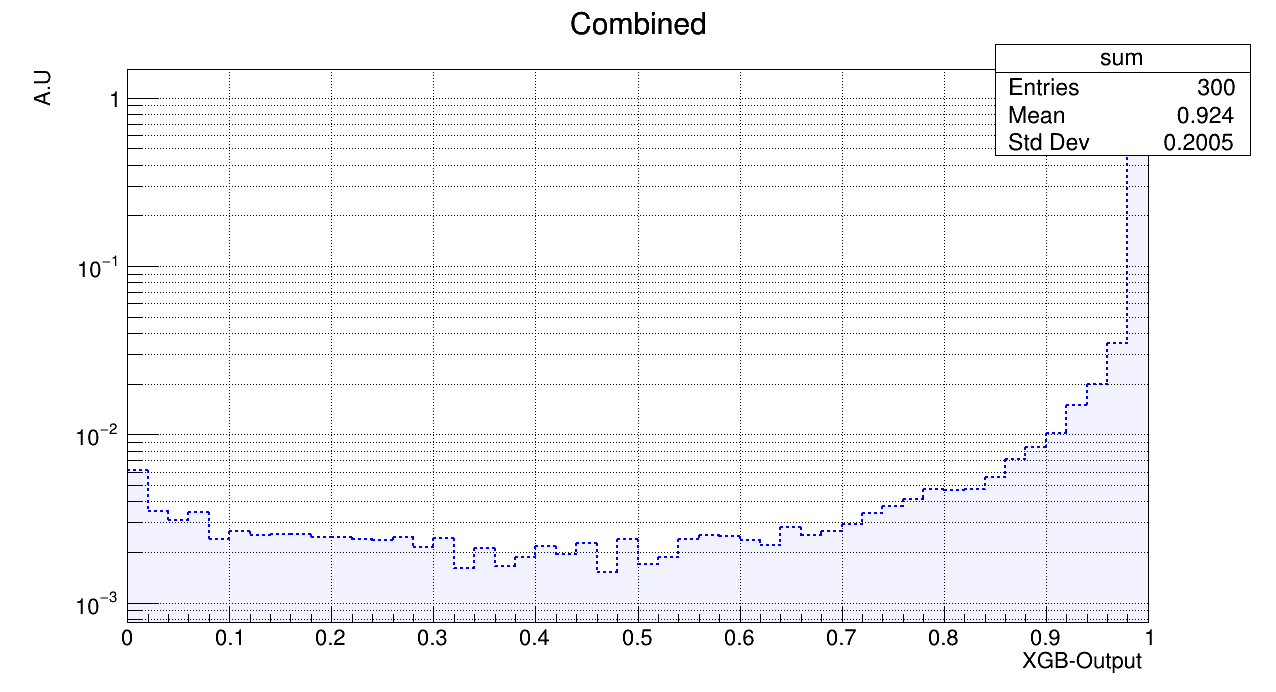 Combined
A.U
sum
Entries 300
Mean 0.924
Std Dev 0.2005
1
10⁻¹
10⁻²
10⁻³
0 0.1 0.2 0.3 0.4 0.5 0.6 0.7 0.8 0.9 1
XGB-Output